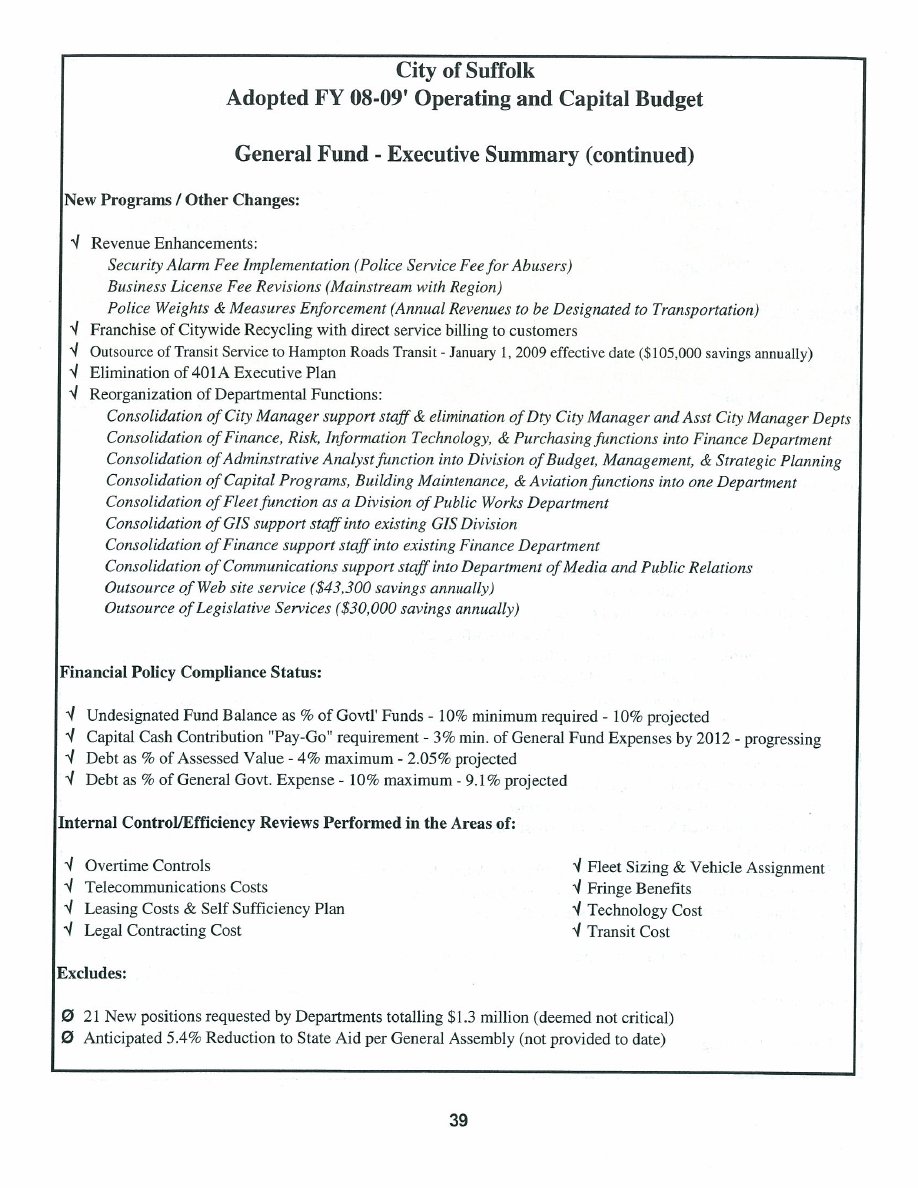 City of Suffolk
Adopted FY 08-09' Operating and Capital Budget
General Fund - Executive Summary (continued)
New Programs / Other Changes:
√ Revenue Enhancements:
Security Alarm Fee Implementation (Police Service Fee for Abusers)
Business License Fee Revisions (Mainstream with Region)
Police Weights & Measures Enforcement (Annual Revenues to be Designated to Transportation)
√ Franchise of Citywide Recycling with direct service billing to customers
√ Outsource of Transit Service to Hampton Roads Transit - January 1, 2009 effective date ($105,000 savings annually)
√ Elimination of 401A Executive Plan
√ Reorganization of Departmental Functions:
Consolidation of City Manager support staff & elimination of Dty City Manager and Asst City Manager Depts
Consolidation of Finance, Risk, Information Technology, & Purchasing functions into Finance Department
Consolidation of Adminstrative Analyst function into Division of Budget, Management, & Strategic Planning
Consolidation of Capital Programs, Building Maintenance, & Aviation functions into one Department
Consolidation of Fleet function as a Division of Public Works Department
Consolidation of GIS support staff into existing GIS Division
Consolidation of Finance support staff into existing Finance Department
Consolidation of Communications support staff into Department of Media and Public Relations
Outsource of Web site service ($43,300 savings annually)
Outsource of Legislative Services ($30,000 savings annually)
Financial Policy Compliance Status:
√ Undesignated Fund Balance as % of Govtl' Funds - 10% minimum required - 10% projected
√ Capital Cash Contribution "Pay-Go" requirement - 3% min. of General Fund Expenses by 2012 - progressing
√ Debt as % of Assessed Value - 4% maximum - 2.05% projected
√ Debt as % of General Govt. Expense - 10% maximum - 9.1% projected
Internal Control/Efficiency Reviews Performed in the Areas of:
√ Overtime Controls
√ Telecommunications Costs
√ Leasing Costs & Self Sufficiency Plan
√ Legal Contracting Cost
√ Fleet Sizing & Vehicle Assignment
√ Fringe Benefits
√ Technology Cost
√ Transit Cost
Excludes:
Ø 21 New positions requested by Departments totalling $1.3 million (deemed not critical)
Ø Anticipated 5.4% Reduction to State Aid per General Assembly (not provided to date)
39